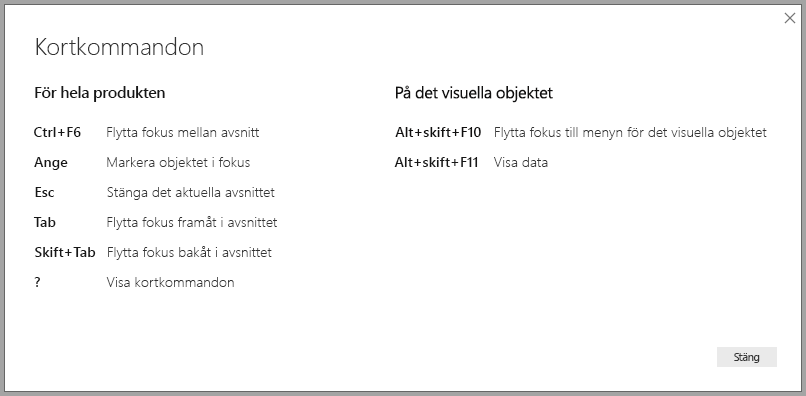 Kortkommandon
För hela produkten
Ctrl+F6 Flytta fokus mellan avsnitt
Ange Markera objektet i fokus
Esc Stänga det aktuella avsnittet
Tab Flytta fokus framåt i avsnittet
Skift+Tab Flytta fokus bakåt i avsnittet
? Visa kortkommandon
På det visuella objektet
Alt+skift+F10 Flytta fokus till menyn för det visuella objektet
Alt+skift+F11 Visa data
Stäng